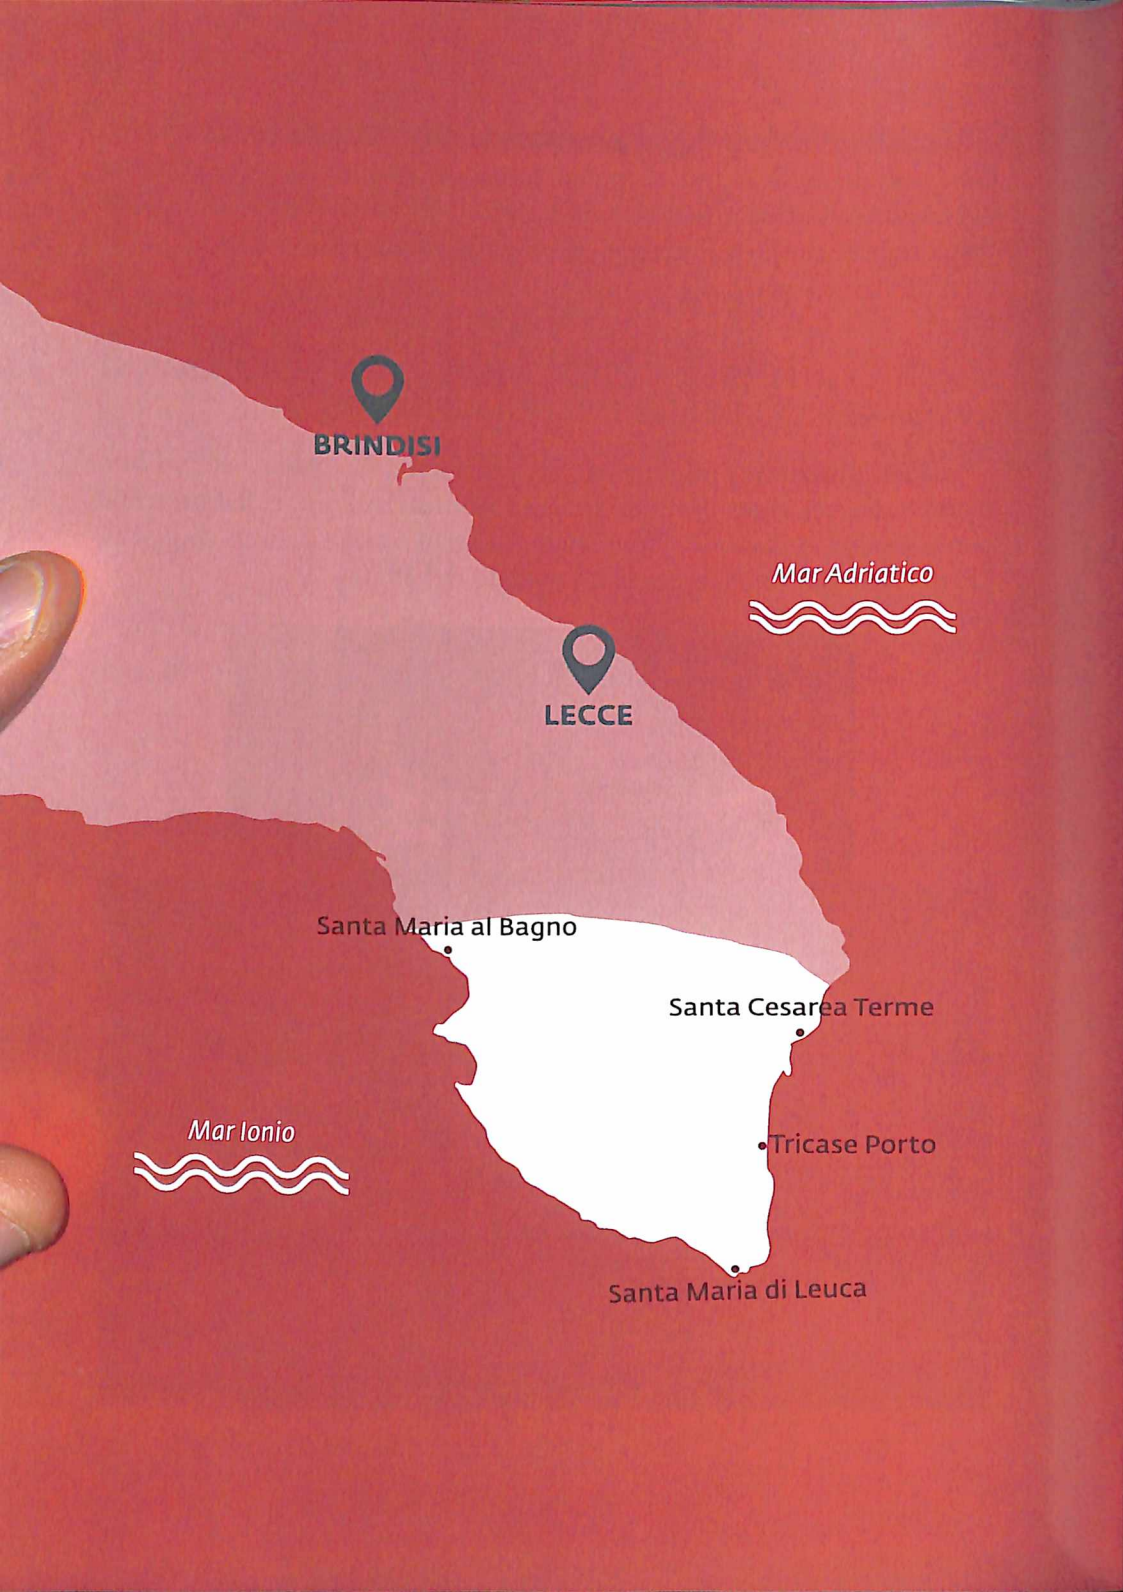 BRINDISI
Mar Adriatico
LECCE
Santa Maria al Bagno
Santa Cesarea Terme
Mar Ionio
Tricase Porto
Santa Maria di Leuca